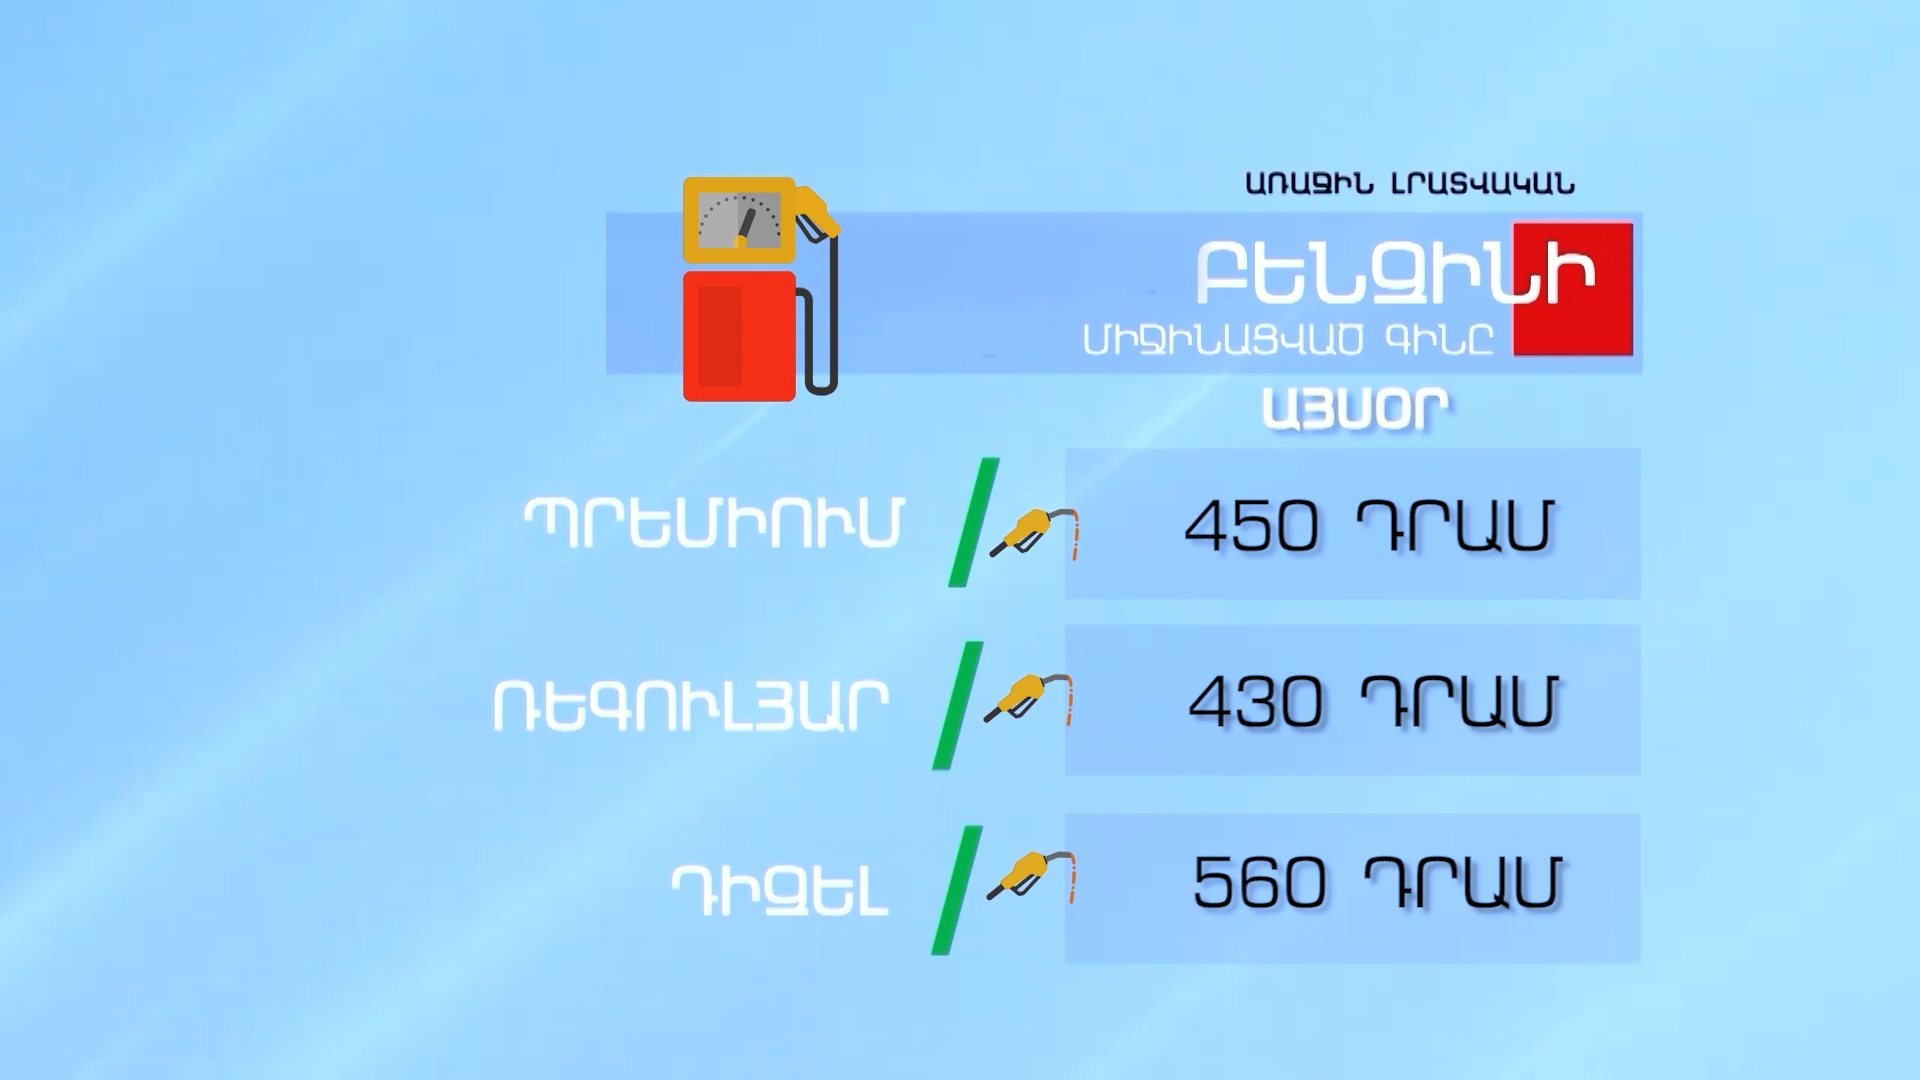 ԱՌԱՋԻՆ ԼՐԱՏՎԱԿԱՆ
ԲԵՆԶԻՆԻ
ՄԻՋԻՆԱՑՎԱԾ ԳԻՆԸ
ԱՅՍՕՐ
ՊՐԵՄԻՈՒՄ 450 ԴՐԱՄ
ՌԵԳՈՒԼՅԱՐ 430 ԴՐԱՄ
ԴԻԶԵԼ 560 ԴՐԱՄ